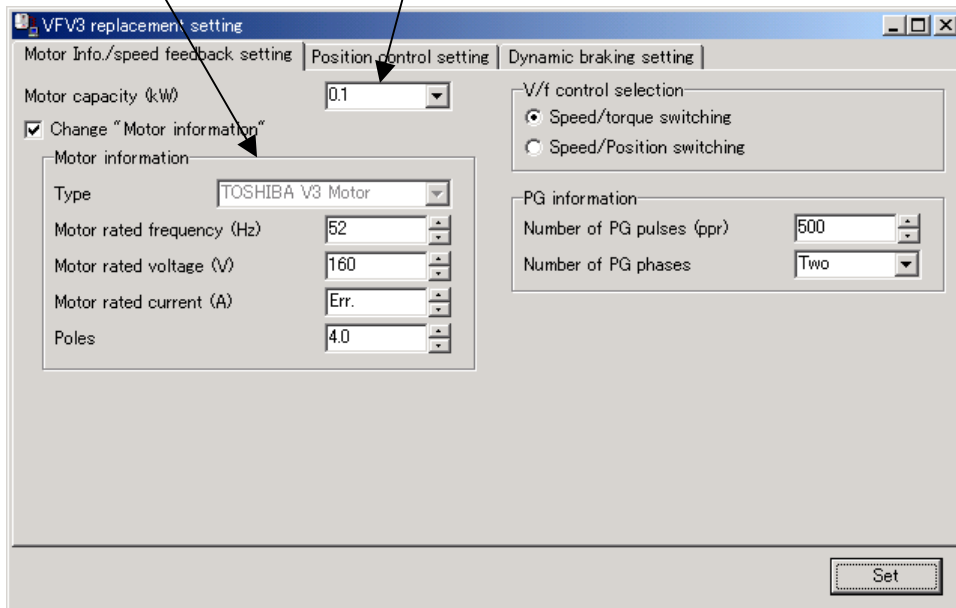 VFV3 replacement setting
Motor Info./speed feedback setting Position control setting Dynamic braking setting
Motor capacity (kW) 0.1
Change "Motor information"
Motor information
Type TOSHIBA V3 Motor
Motor rated frequency (Hz) 52
Motor rated voltage (V) 160
Motor rated current (A) Err.
Poles 4.0
V/f control selection
Speed/torque switching
Speed/Position switching
PG information
Number of PG pulses (ppr) 500
Number of PG phases Two
Set